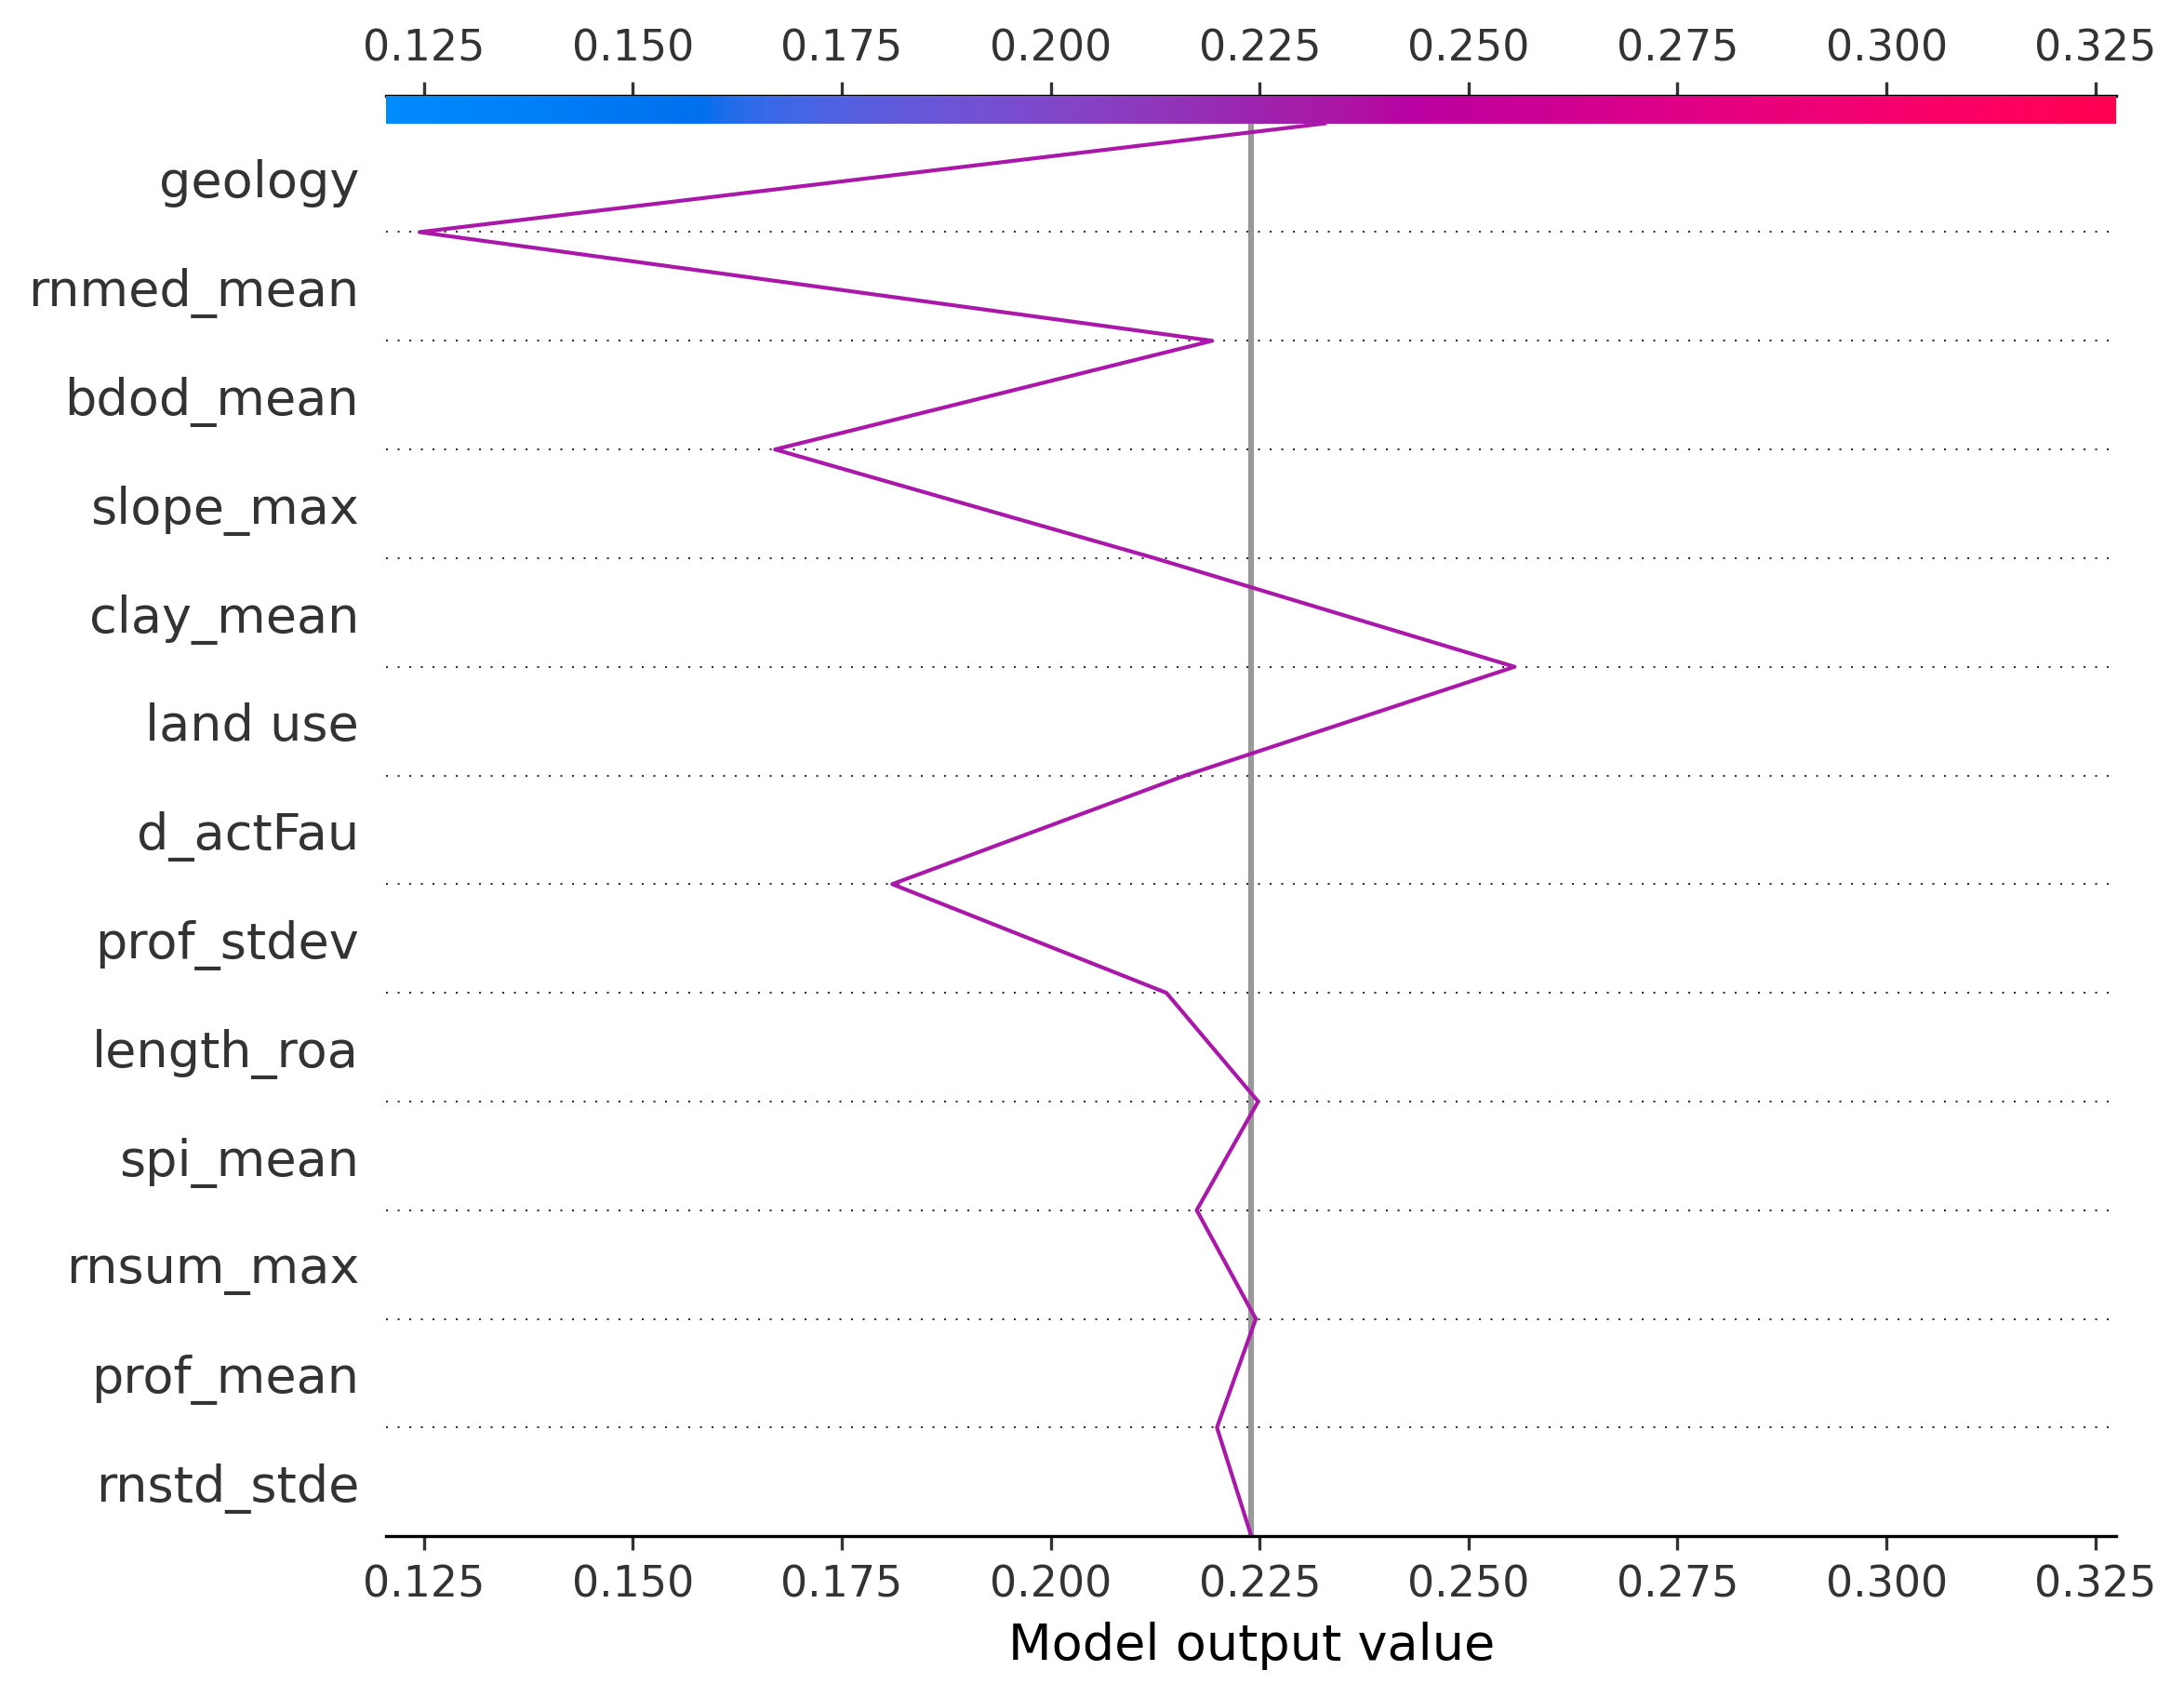 0.125 0.150 0.175 0.200 0.225 0.250 0.275 0.300 0.325
geology
rnmed_mean
bdod_mean
slope_max
clay_mean
land use
d_actFau
prof_stdev
length_roa
spi_mean
rnsum_max
prof_mean
rnstd_stde
0.125 0.150 0.175 0.200 0.225 0.250 0.275 0.300 0.325
Model output value